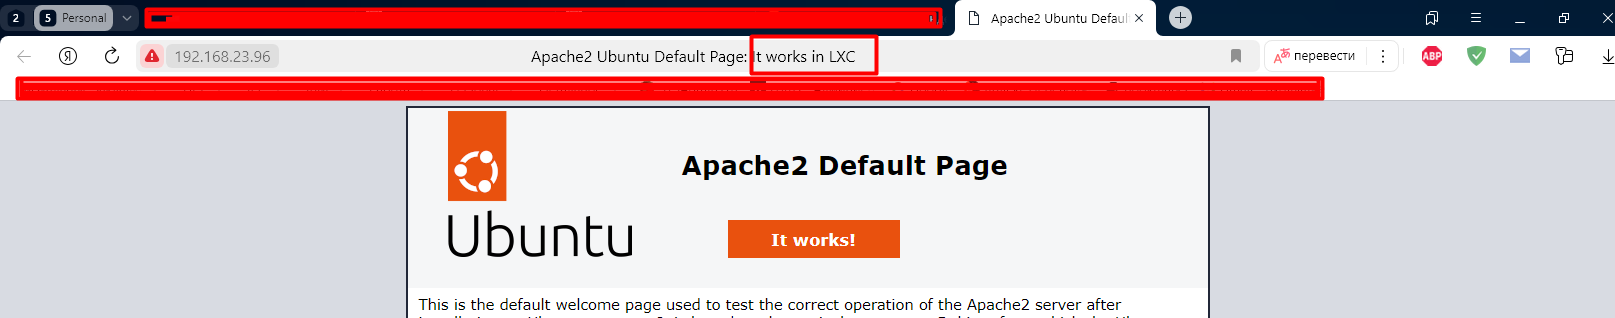 2 5 Personal Apache2 Ubuntu Defaul
Я 192.168.23.96 Apache2 Ubuntu Default Page: It works in LXC перевести ABP
Apache2 Default Page
Ubuntu
It works!
This is the default welcome page used to test the correct operation of the Apache2 server after